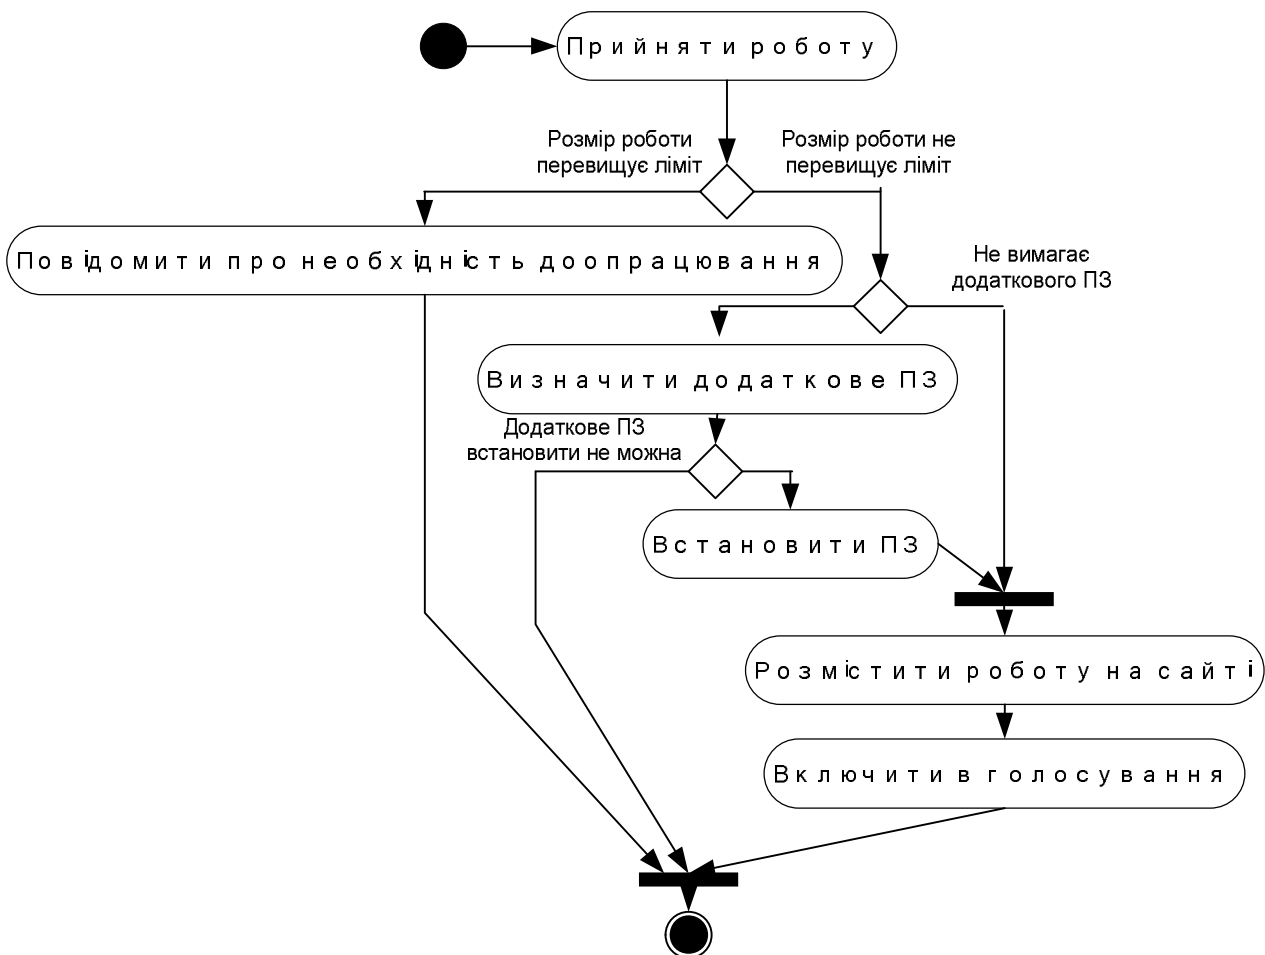 Прийняти роботу
Розмір роботи
перевищує ліміт
Розмір роботи не
перевищує ліміт
Повідомити про необхідність доопрацювання
Не вимагає
додаткового ПЗ
Визначити додаткове ПЗ
Додаткове ПЗ
встановити не можна
Встановити ПЗ
Розмістити роботу на сайті
Включити в голосування